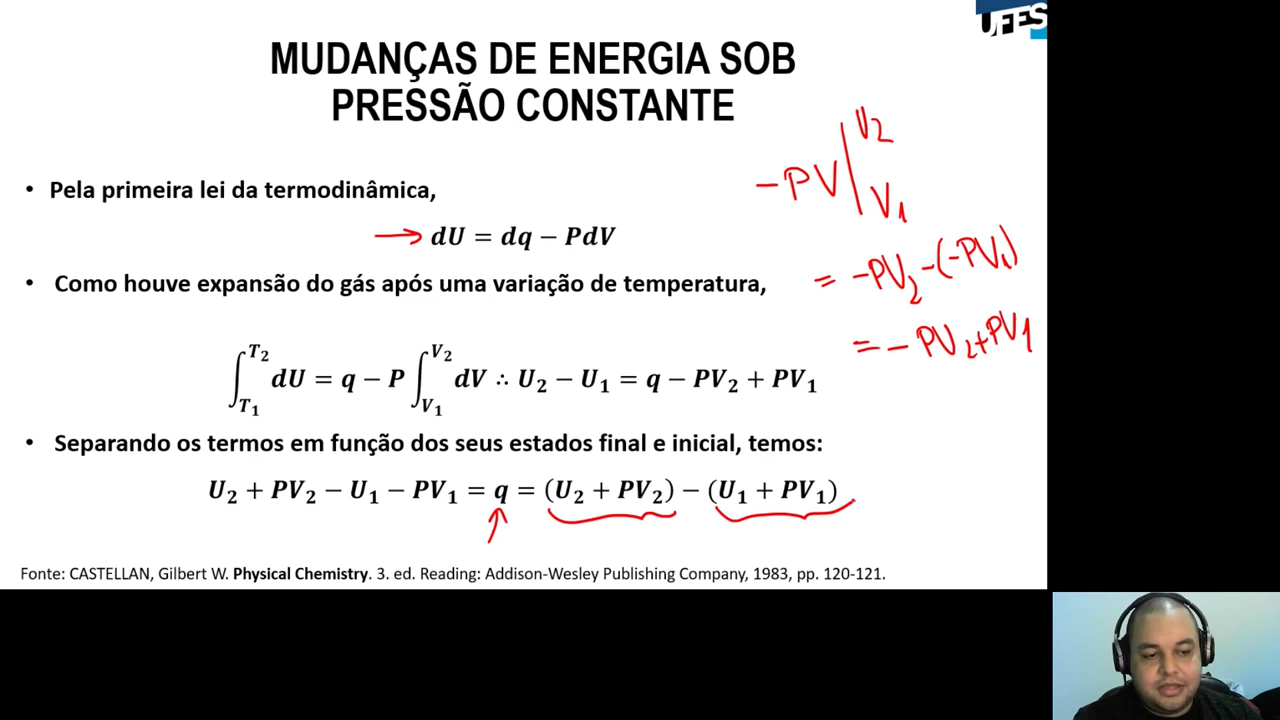 UFES
MUDANÇAS DE ENERGIA SOB
PRESSÃO CONSTANTE
• Pela primeira lei da termodinâmica,
→ dU = dq − PdV
• Como houve expansão do gás após uma variação de temperatura,
∫_{T₁}^{T₂} dU = q − P ∫_{V₁}^{V₂} dV ∴ U₂ − U₁ = q − PV₂ + PV₁
• Separando os termos em função dos seus estados final e inicial, temos:
U₂ + PV₂ − U₁ − PV₁ = q = (U₂ + PV₂) − (U₁ + PV₁)
Fonte: CASTELLAN, Gilbert W. Physical Chemistry. 3. ed. Reading: Addison-Wesley Publishing Company, 1983, pp. 120-121.
−PV |_{V₁}^{V₂}
= −PV₂ −(−PV₁)
= − PV₂ + PV₁